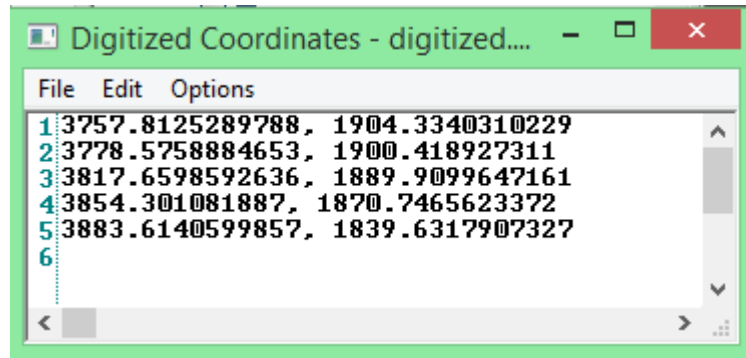 Digitized Coordinates - digitized....
File Edit Options
1 3757.8125289788, 1904.3340310229
2 3778.5758884653, 1900.418927311
3 3817.6598592636, 1889.9099647161
4 3854.301081887, 1870.7465623372
5 3883.6140599857, 1839.6317907327
6